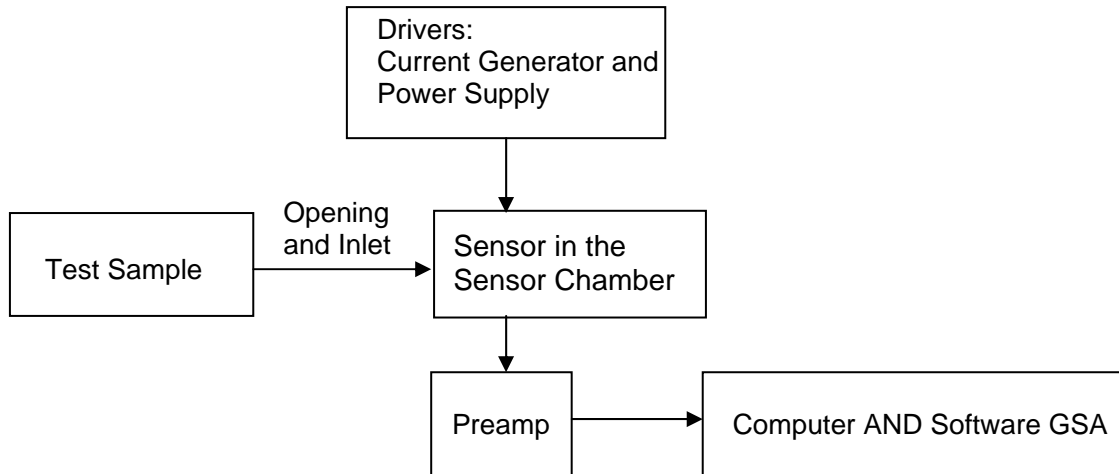 Drivers:
Current Generator and
Power Supply
Opening
and Inlet
Test Sample
Sensor in the
Sensor Chamber
Preamp
Computer AND Software GSA